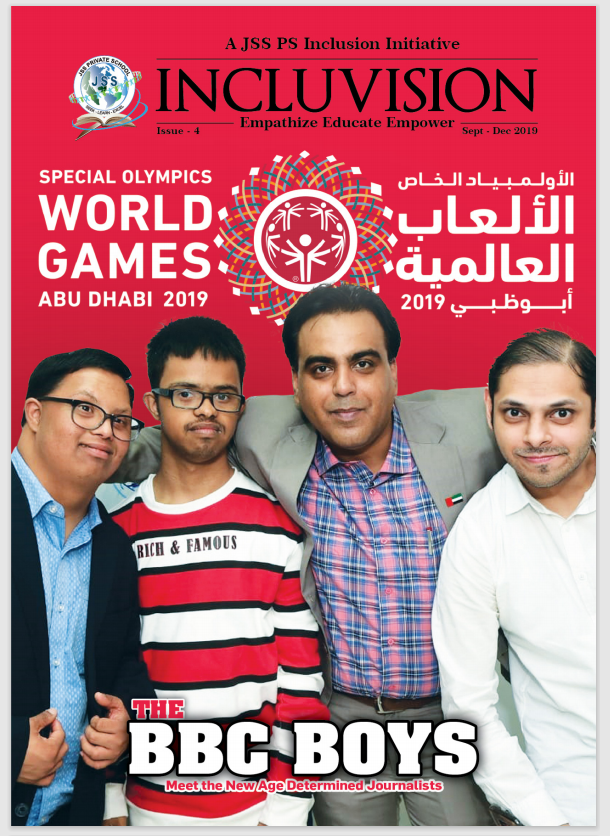 A JSS PS Inclusion Initiative
JSS PRIVATE SCHOOL
JSS
INCLUVISION
Empathize Educate Empower
Issue - 4
Sept - Dec 2019
SPECIAL OLYMPICS
WORLD
GAMES
ABU DHABI 2019
الأولمبياد الخاص
الألعاب
العالمية
أبوظبي 2019
®
RICH & FAMOUS
THE
BBC BOYS
Meet the New Age Determined Journalists